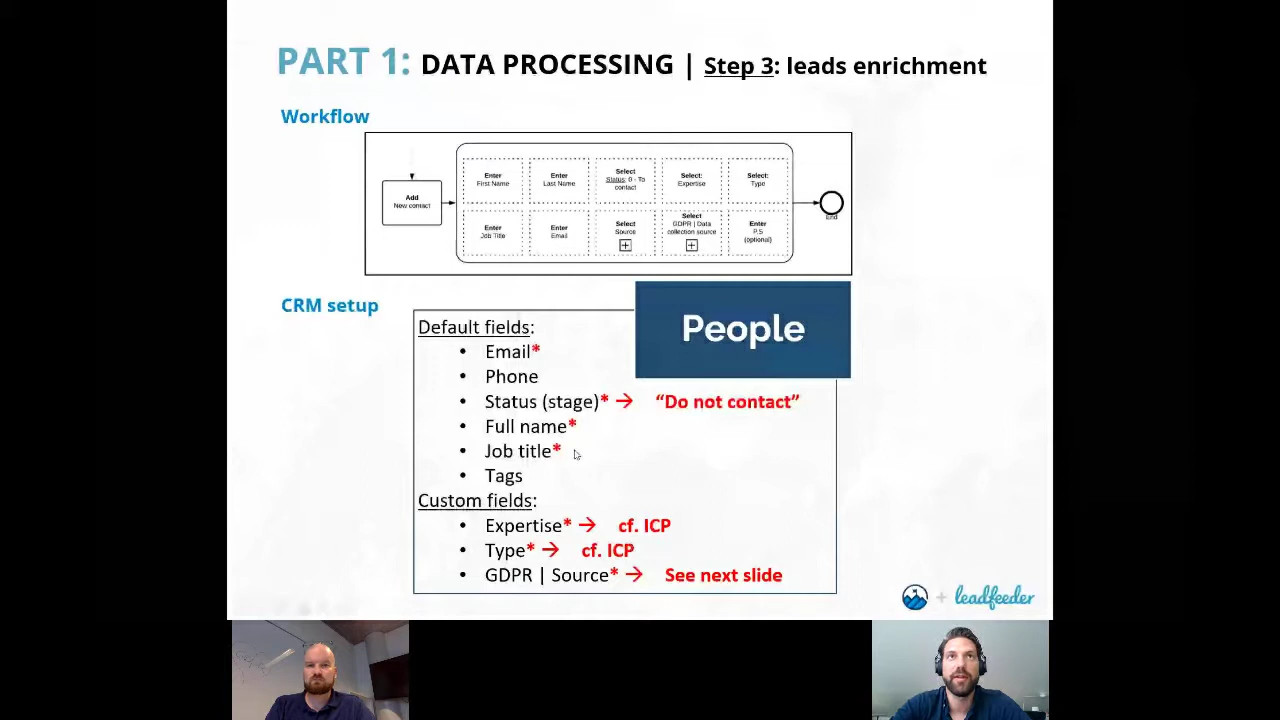 PART 1: DATA PROCESSING | Step 3: leads enrichment
Workflow
Add
New contact
Enter
First Name
Enter
Last Name
Select
Status: 0 - To
contact
Select:
Expertise
Select:
Type
Enter
Job Title
Enter
Email
Select
Source
Select
GDPR | Data
collection source
Enter
P.S
(optional)
End
CRM setup
People
Default fields:
• Email*
• Phone
• Status (stage)* → “Do not contact”
• Full name*
• Job title*
• Tags
Custom fields:
• Expertise* → cf. ICP
• Type* → cf. ICP
• GDPR | Source* → See next slide
+ leadfeeder